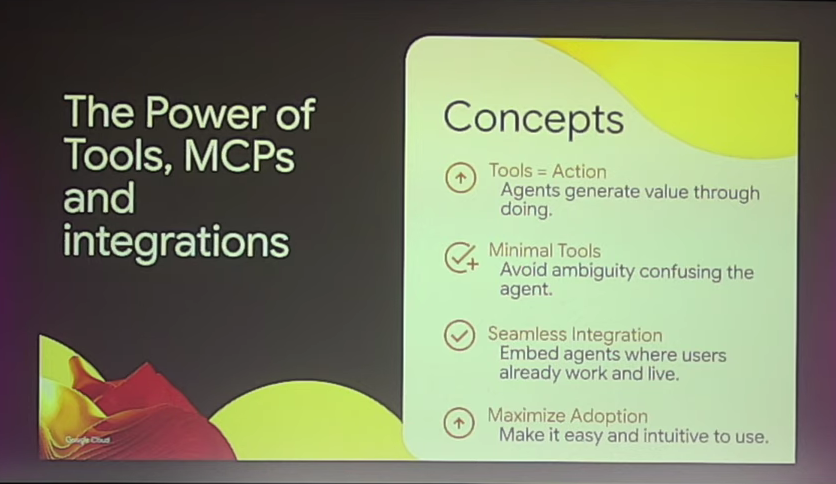 The Power of
Tools, MCPs
and
integrations
Google Cloud
Concepts
Tools = Action
Agents generate value through
doing.
Minimal Tools
Avoid ambiguity confusing the
agent.
Seamless Integration
Embed agents where users
already work and live.
Maximize Adoption
Make it easy and intuitive to use.